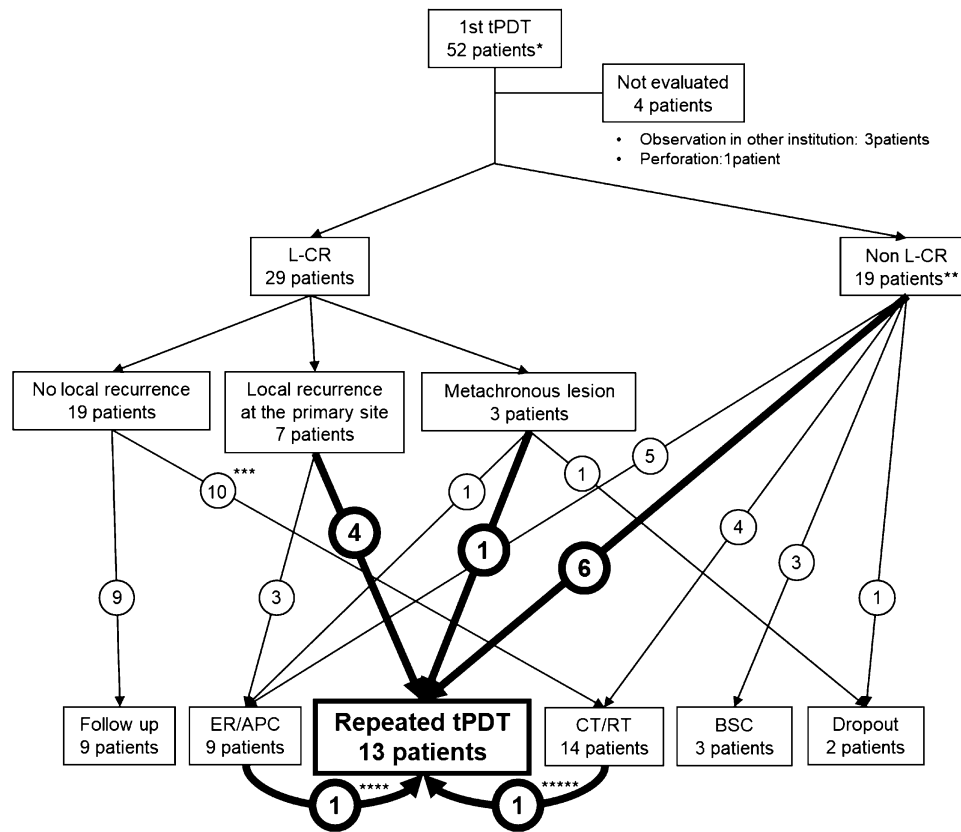 1st tPDT
52 patients*
Not evaluated
4 patients
• Observation in other institution: 3patients
• Perforation:1patient
L-CR
29 patients
Non L-CR
19 patients**
No local recurrence
19 patients
Local recurrence
at the primary site
7 patients
Metachronous lesion
3 patients
5
1
1
10
***
4
1
6
4
3
9
3
1
Follow up
9 patients
ER/APC
9 patients
Repeated tPDT
13 patients
CT/RT
14 patients
BSC
3 patients
Dropout
2 patients
1
****
1
*****